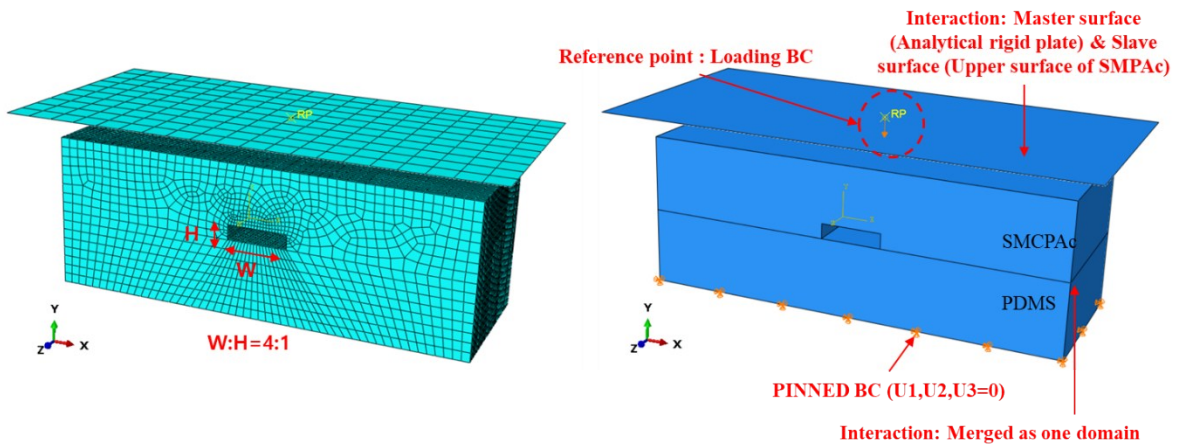 RP
H
W
W:H=4:1
Y
Z
X
Interaction: Master surface
(Analytical rigid plate) & Slave
surface (Upper surface of SMPAc)
Reference point : Loading BC
RP
SMCPAc
PDMS
Y
Z
X
PINNED BC (U1,U2,U3=0)
Interaction: Merged as one domain